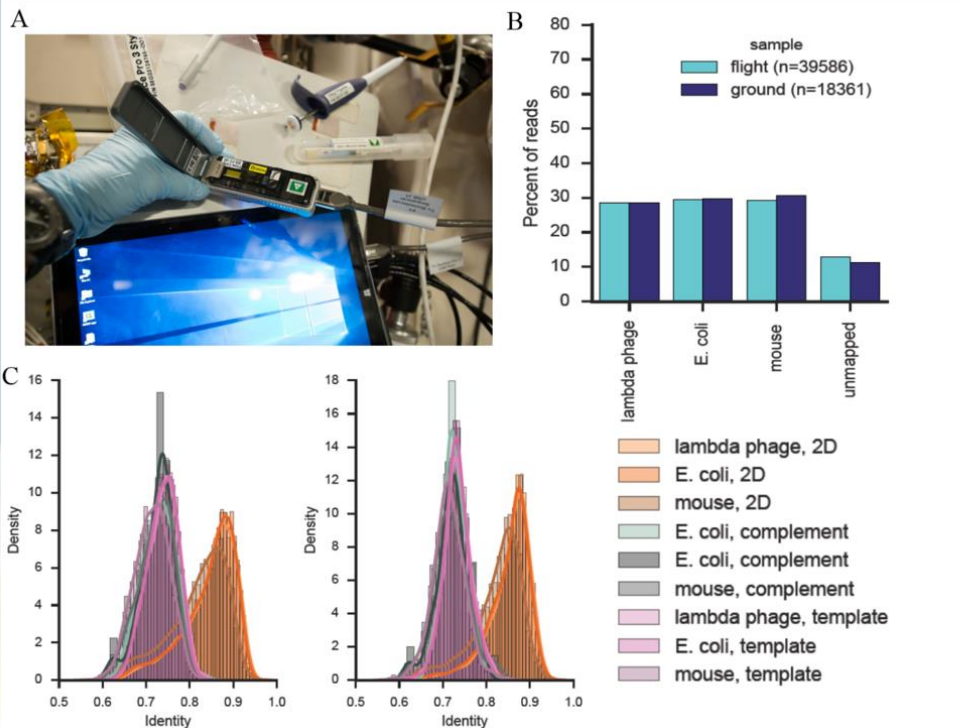 A
e Pro 3 Sty
B
80
70
60
50
40
30
20
10
0
Percent of reads
sample
flight (n=39586)
ground (n=18361)
lambda phage
E. coli
mouse
unmapped
C
16
14
12
10
8
6
4
2
0
Density
0.5 0.6 0.7 0.8 0.9 1.0
Identity
18
16
14
12
10
8
6
4
2
0
Density
0.5 0.6 0.7 0.8 0.9 1.0
Identity
lambda phage, 2D
E. coli, 2D
mouse, 2D
E. coli, complement
E. coli, complement
mouse, complement
lambda phage, template
E. coli, template
mouse, template